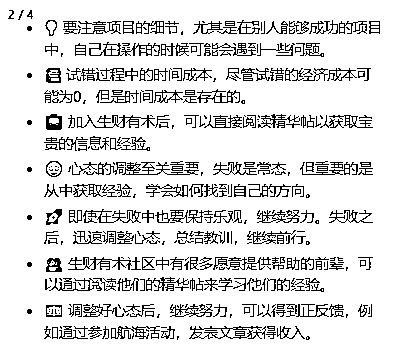 2 / 4
要注意项目的细节，尤其是在别人能够成功的项目
中，自己在操作的时候可能会遇到一些问题。
试错过程中的时间成本，尽管试错的经济成本可
能为0，但是时间成本是存在的。
加入生财有术后，可以直接阅读精华帖以获取宝
贵的信息和经验。
心态的调整至关重要，失败是常态，但重要的是
从中获取经验，学会如何找到自己的方向。
即使在失败中也要保持乐观，继续努力。失败之
后，迅速调整心态，总结教训，继续前行。
生财有术社区中有很多愿意提供帮助的前辈，可
以通过阅读他们的精华帖来学习他们的经验。
调整好心态后，继续努力，可以得到正反馈，例
如通过参加航海活动，发表文章获得收入。